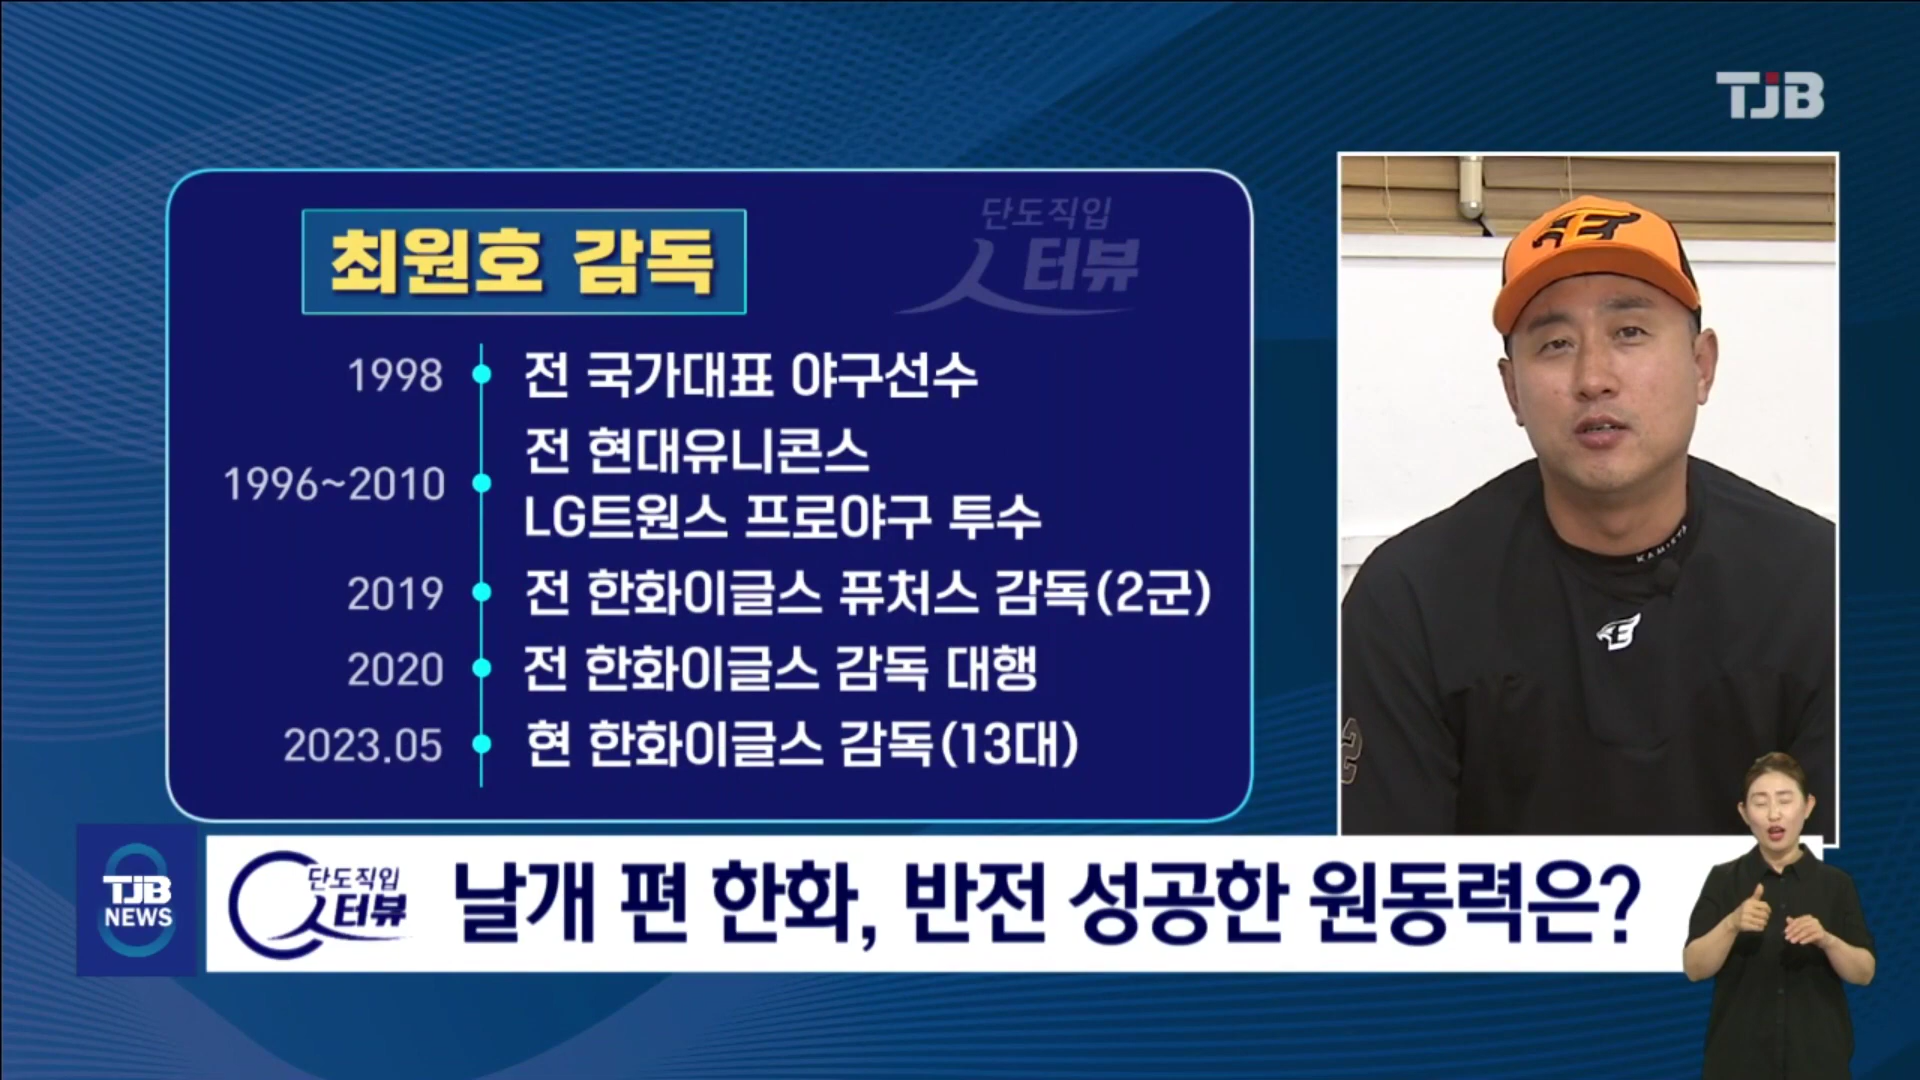 TJB
단도직입
人터뷰
최원호 감독
1998 전 국가대표 야구선수
1996~2010 전 현대유니콘스
LG트윈스 프로야구 투수
2019 전 한화이글스 퓨처스 감독(2군)
2020 전 한화이글스 감독 대행
2023.05 현 한화이글스 감독(13대)
E
2
TJB
NEWS
단도직입
人터뷰
날개 편 한화, 반전 성공한 원동력은?